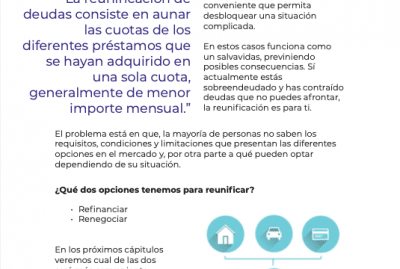 La reunificación de
deudas consiste en aunar
las cuotas de los
diferentes préstamos que
se hayan adquirido en
una sola cuota,
generalmente de menor
importe mensual.”
conveniente que permita
desbloquear una situación
complicada.
En estos casos funciona como
un salvavidas, previniendo
posibles consecuencias. Sí
actualmente estás
sobreendeudado y has contraído
deudas que no puedes afrontar,
la reunificación es para ti.
El problema está en que, la mayoría de personas no saben los
requisitos, condiciones y limitaciones que presentan las diferentes
opciones en el mercado y, por otra parte a qué pueden optar
dependiendo de su situación.
¿Qué dos opciones tenemos para reunificar?
• Refinanciar
• Renegociar
En los próximos cápitulos
veremos cual de las dos